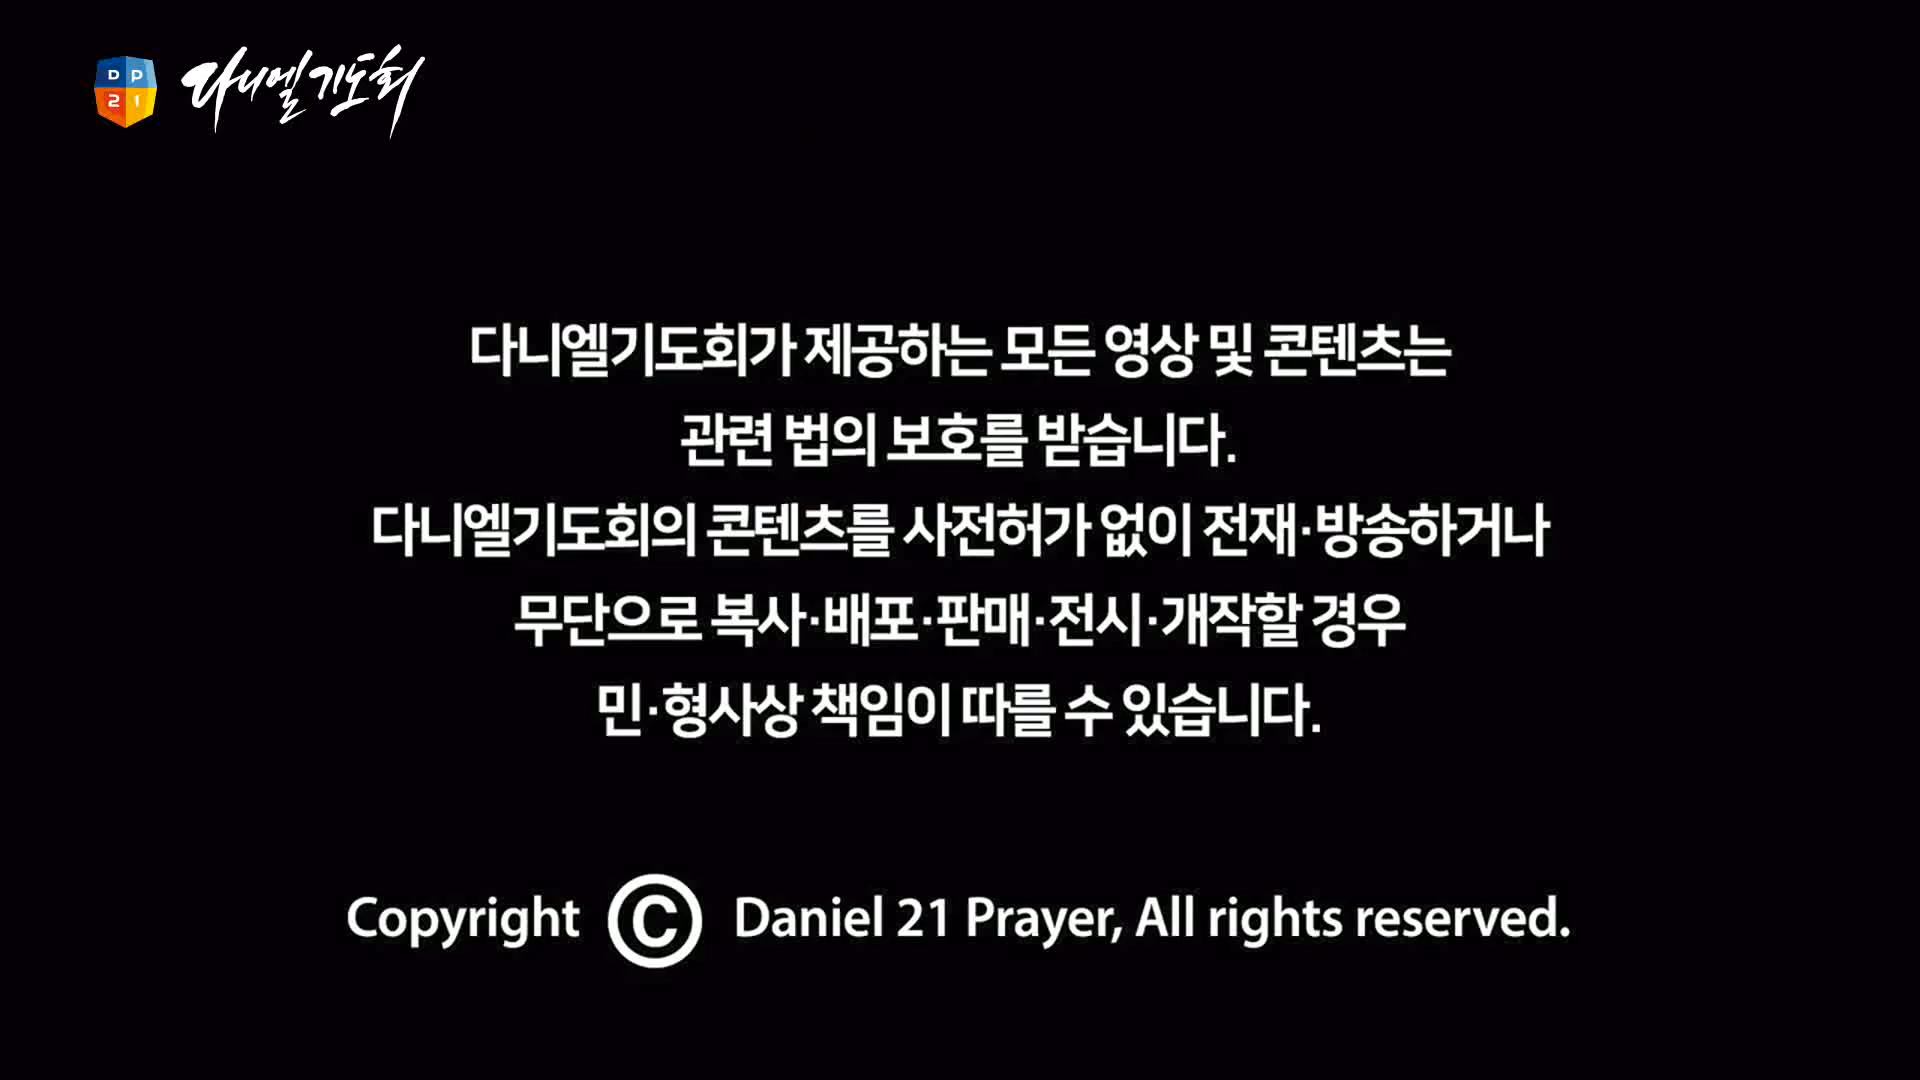 DP
21
다니엘기도회
다니엘기도회가 제공하는 모든 영상 및 콘텐츠는
관련 법의 보호를 받습니다.
다니엘기도회의 콘텐츠를 사전허가 없이 전재·방송하거나
무단으로 복사·배포·판매·전시·개작할 경우
민·형사상 책임이 따를 수 있습니다.
Copyright © Daniel 21 Prayer, All rights reserved.